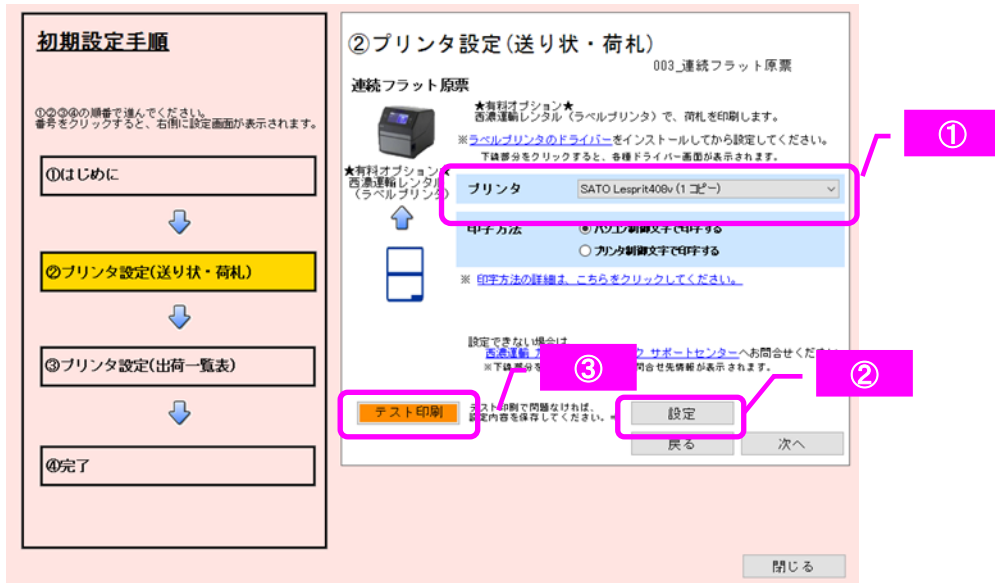 初期設定手順
①②③④の順番で進んでください。
番号をクリックすると、右側に設定画面が表示されます。
①はじめに
②プリンタ設定(送り状・荷札)
③プリンタ設定(出荷一覧表)
④完了
②プリンタ設定(送り状・荷札)
003_連続フラット原票
連続フラット原票
★有料オプション★
西濃運輸レンタル（ラベルプリンタ）で、荷札を印刷します。
※ラベルプリンタのドライバーをインストールしてから設定してください。
下線部分をクリックすると、各種ドライバー画面が表示されます。
★有料オプション★
西濃運輸レンタル
（ラベルプリンタ）
プリンタ
SATO Lesprit408v (1 コピー)
印字方法
パソコン制御文字で印字する
プリンタ制御文字で印字する
※ 印字方法の詳細は、こちらをクリックしてください。
設定できない場合は
西濃運輸
ク サポートセンターへお問合せくだ
※下線部分を
問合せ先情報が表示されます。
テスト印刷
テスト印刷で問題なければ、
設定内容を保存してください。⇒
設定
戻る
次へ
閉じる
①
②
③